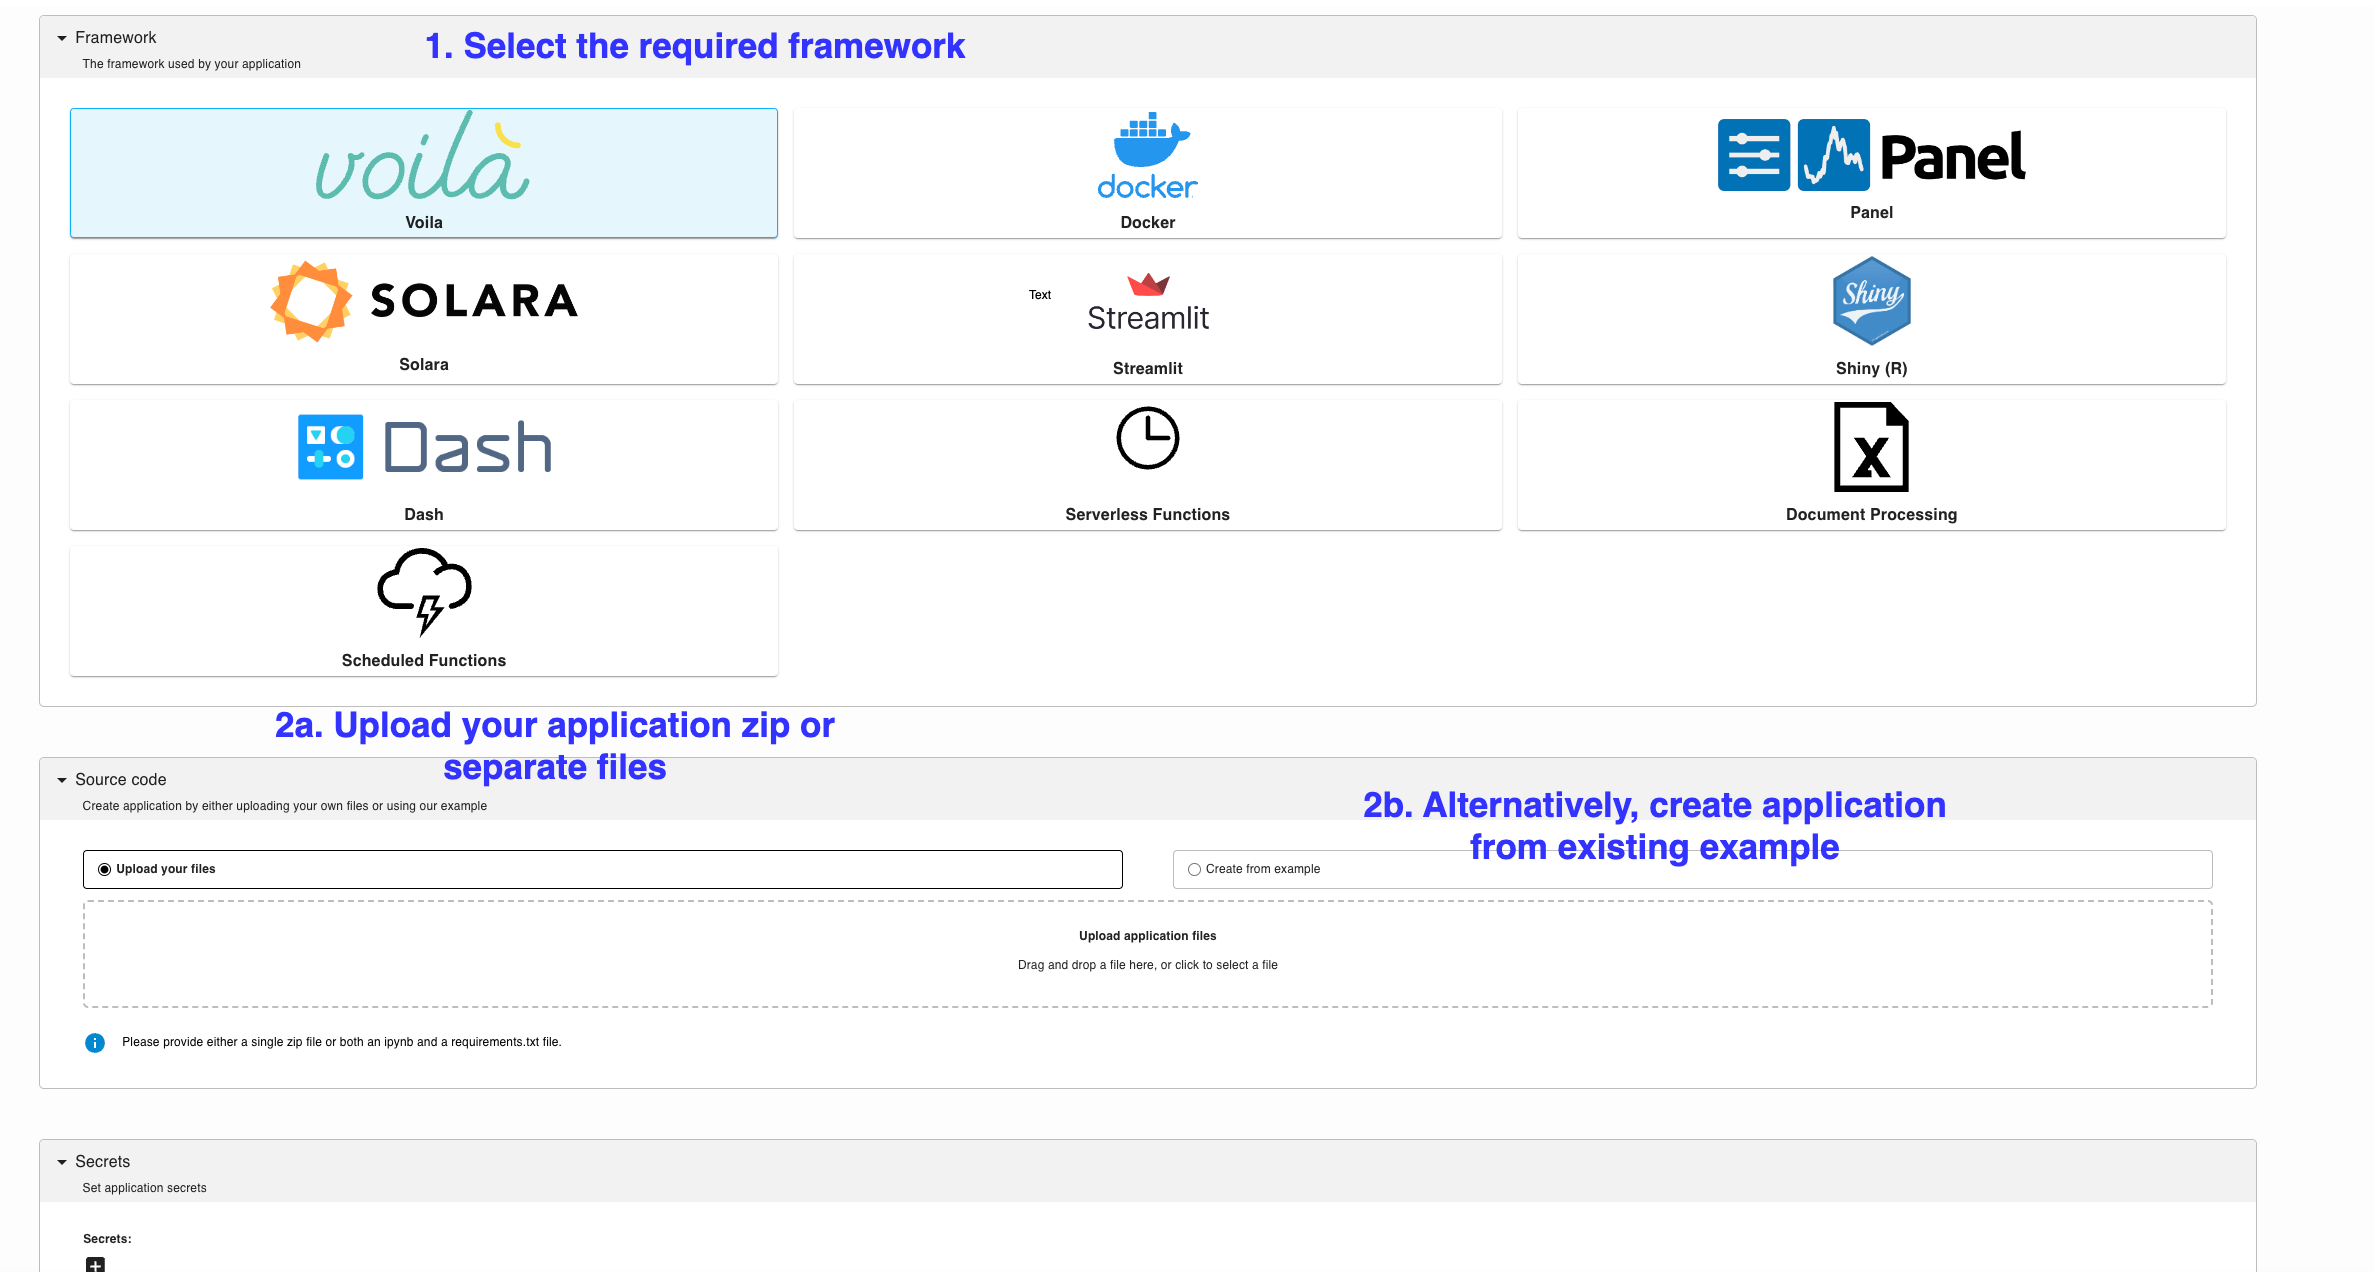 Framework
1. Select the required framework
The framework used by your application
voilà
Voila
docker
Docker
Panel
Panel
SOLARA
Solara
Text
Streamlit
Streamlit
Shiny
Shiny (R)
Dash
Dash
Serverless Functions
X
Document Processing
Scheduled Functions
2a. Upload your application zip or
separate files
Source code
Create application by either uploading your own files or using our example
2b. Alternatively, create application
from existing example
Upload your files
Create from example
Upload application files
Drag and drop a file here, or click to select a file
Please provide either a single zip file or both an ipynb and a requirements.txt file.
Secrets
Set application secrets
Secrets: